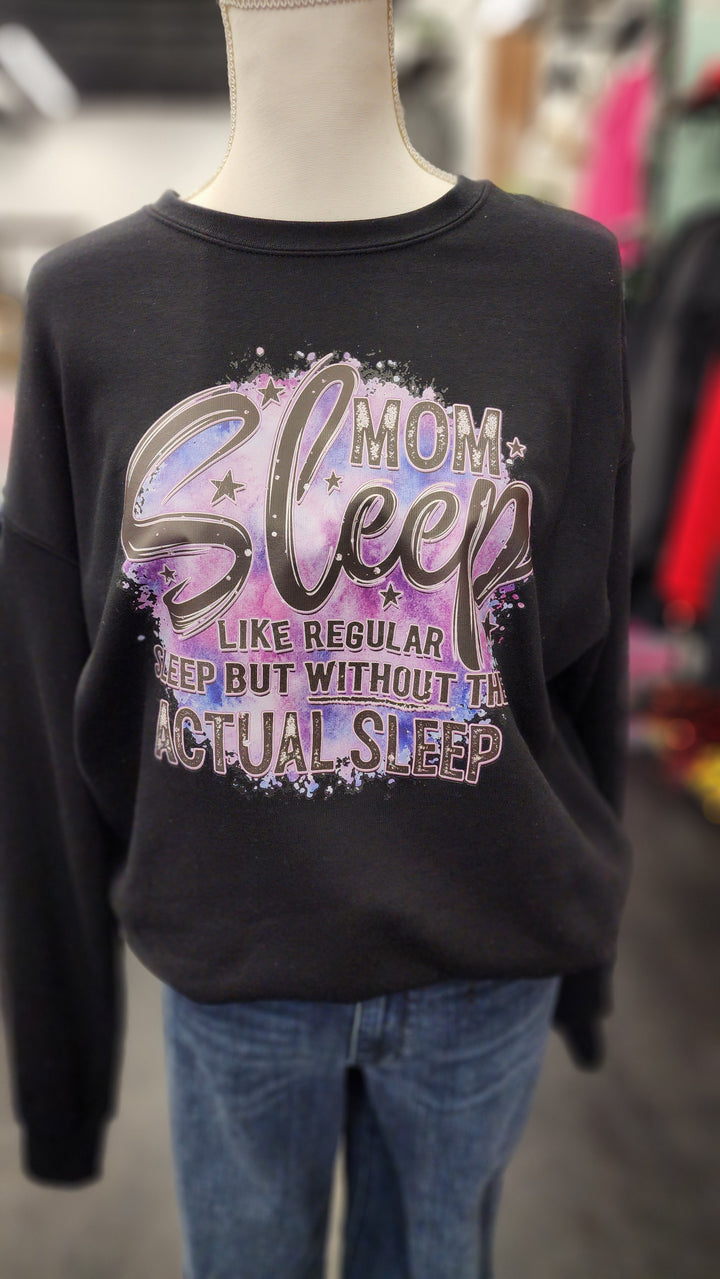 MOM
Sleep
LIKE REGULAR
SLEEP BUT WITHOUT THE
ACTUAL SLEEP